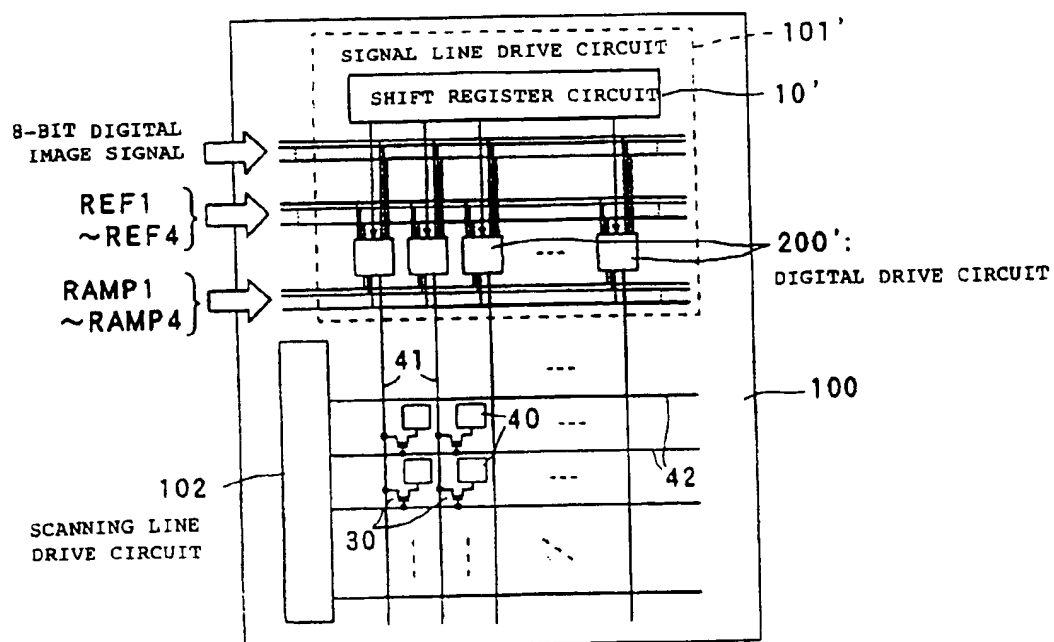 101'
SIGNAL LINE DRIVE CIRCUIT
SHIFT REGISTER CIRCUIT
10'
8-BIT DIGITAL
IMAGE SIGNAL
REF1
~REF4
200':
DIGITAL DRIVE CIRCUIT
RAMP1
~RAMP4
41
100
40
42
102
SCANNING LINE
DRIVE CIRCUIT
30